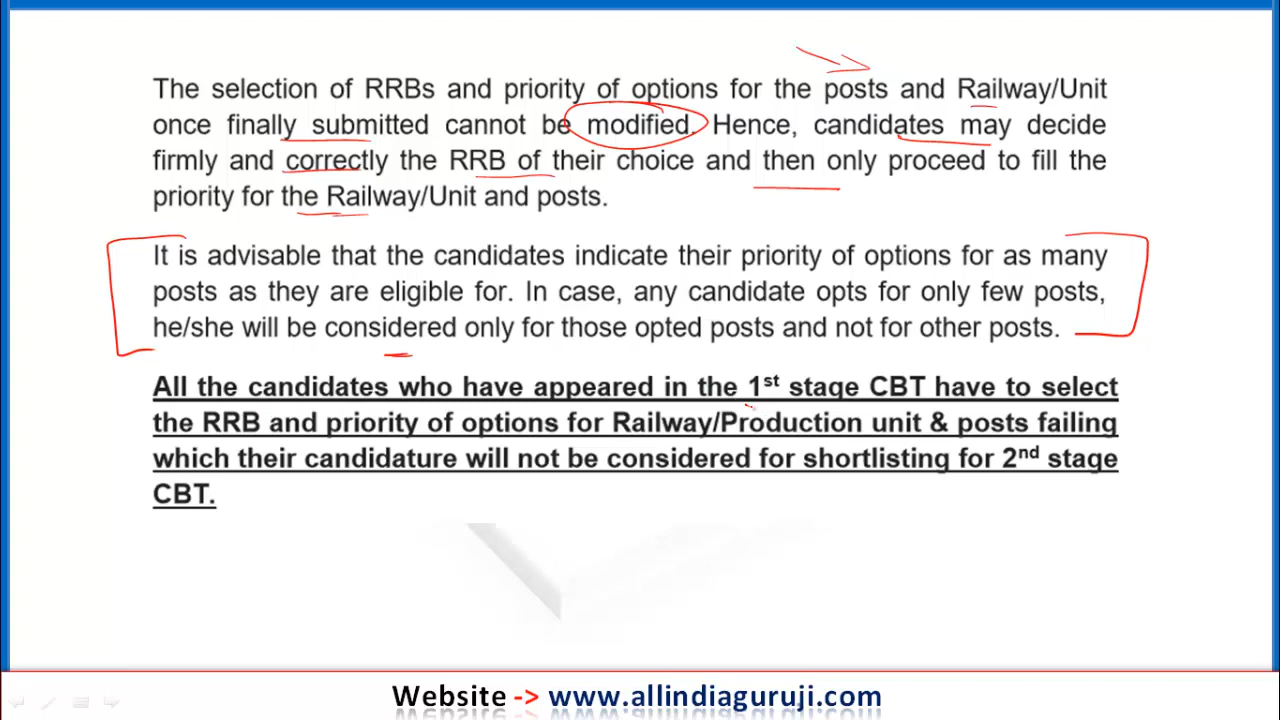 The selection of RRBs and priority of options for the posts and Railway/Unit
once finally submitted cannot be modified. Hence, candidates may decide
firmly and correctly the RRB of their choice and then only proceed to fill the
priority for the Railway/Unit and posts.
It is advisable that the candidates indicate their priority of options for as many
posts as they are eligible for. In case, any candidate opts for only few posts,
he/she will be considered only for those opted posts and not for other posts.
All the candidates who have appeared in the 1st stage CBT have to select
the RRB and priority of options for Railway/Production unit & posts failing
which their candidature will not be considered for shortlisting for 2nd stage
CBT.
Website -> www.allindiaguruji.com